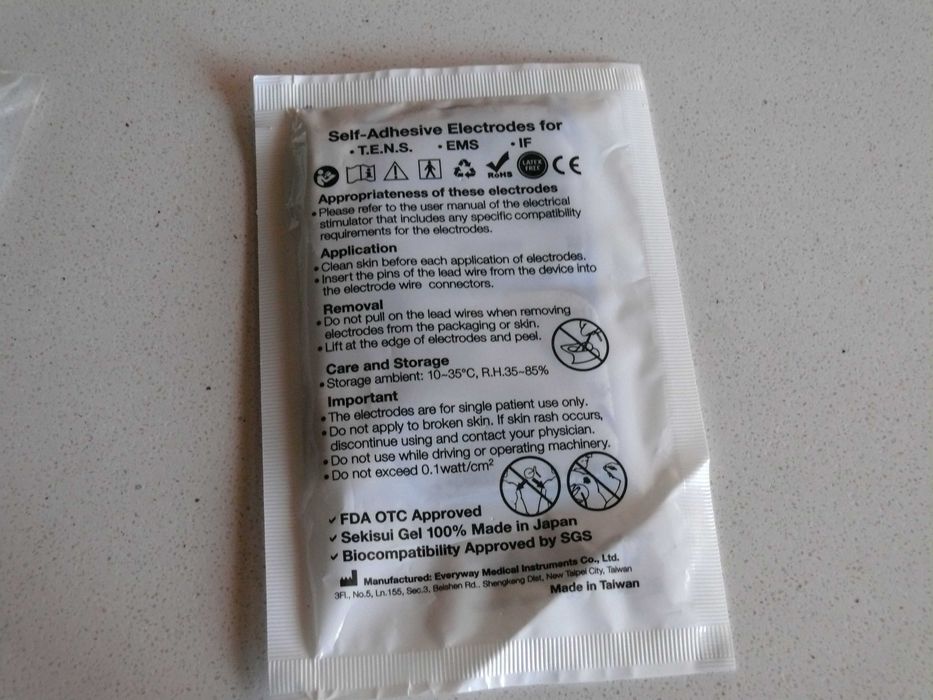 Self-Adhesive Electrodes for
• T.E.N.S. • EMS • IF
RoHS LATEX FREE CE
Appropriateness of these electrodes
• Please refer to the user manual of the electrical
stimulator that includes any specific compatibility
requirements for the electrodes.
Application
• Clean skin before each application of electrodes.
• Insert the pins of the lead wire from the device into
the electrode wire connectors.
Removal
• Do not pull on the lead wires when removing
electrodes from the packaging or skin.
• Lift at the edge of electrodes and peel.
Care and Storage
• Storage ambient: 10~35°C, R.H.35~85%
Important
• The electrodes are for single patient use only.
• Do not apply to broken skin. If skin rash occurs,
discontinue using and contact your physician.
• Do not use while driving or operating machinery.
• Do not exceed 0.1watt/cm²
✓ FDA OTC Approved
✓ Sekisui Gel 100% Made in Japan
✓ Biocompatibility Approved by SGS
Manufactured: Everyway Medical Instruments Co., Ltd.
3Fl., No.5, Ln.155, Sec.3, Beishen Rd.. Shengkeng Dist, New Taipei City, Taiwan
Made in Taiwan